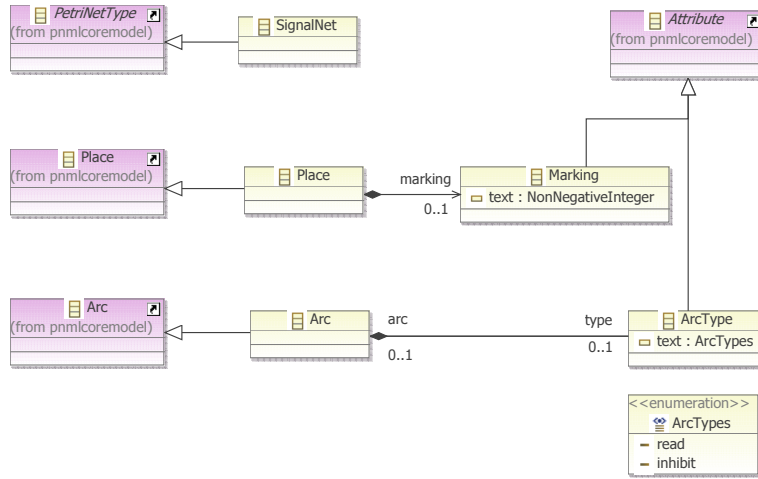 PetriNetType
(from pnmlcoremodel)
SignalNet
Attribute
(from pnmlcoremodel)
Place
(from pnmlcoremodel)
Place
marking
0..1
Marking
text : NonNegativeInteger
Arc
(from pnmlcoremodel)
Arc
arc
0..1
type
0..1
ArcType
text : ArcTypes
<<enumeration>>
ArcTypes
read
inhibit